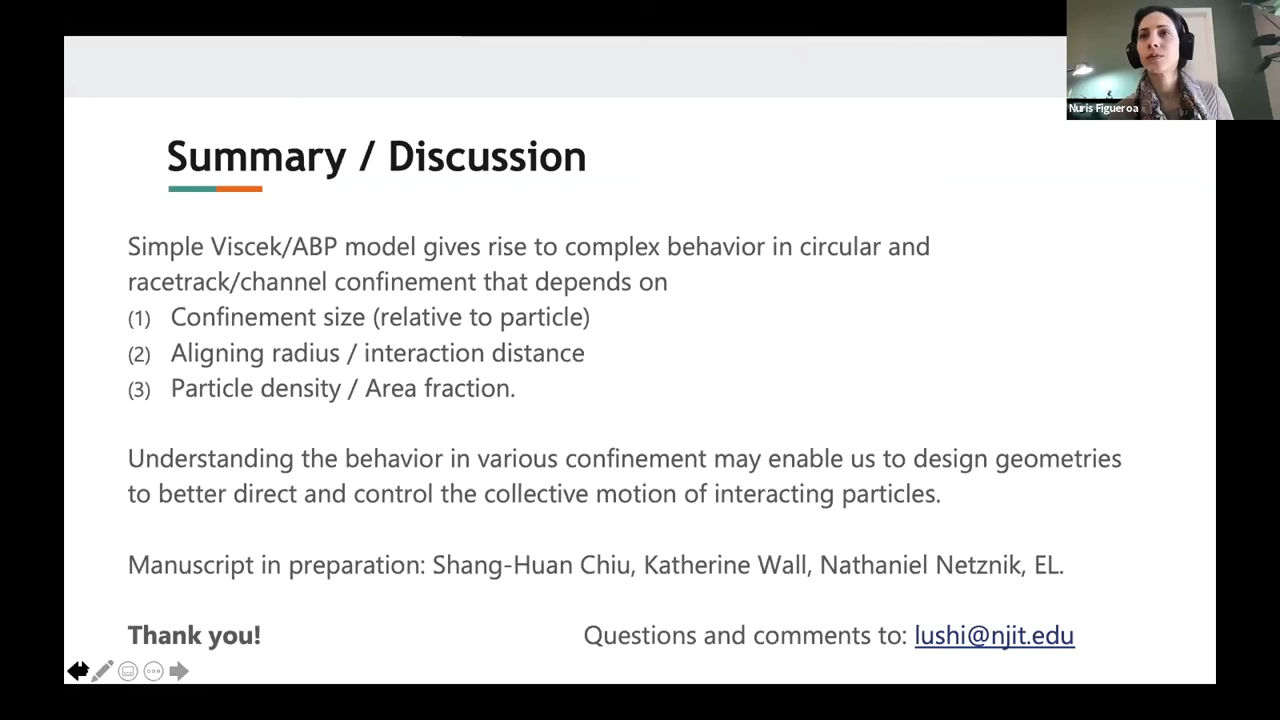 Nuris Figueroa
Summary / Discussion
Simple Viscek/ABP model gives rise to complex behavior in circular and
racetrack/channel confinement that depends on
(1) Confinement size (relative to particle)
(2) Aligning radius / interaction distance
(3) Particle density / Area fraction.
Understanding the behavior in various confinement may enable us to design geometries
to better direct and control the collective motion of interacting particles.
Manuscript in preparation: Shang-Huan Chiu, Katherine Wall, Nathaniel Netznik, EL.
Thank you! Questions and comments to: lushi@njit.edu